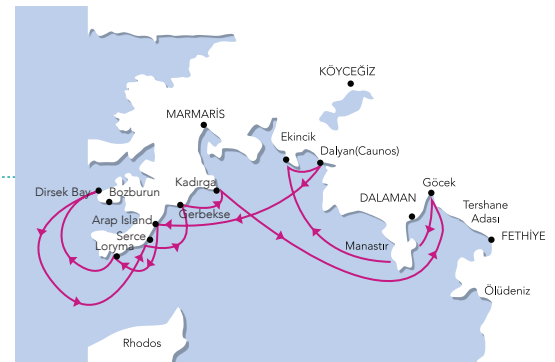 KÖYCEĞİZ
MARMARİS
Ekincik
Dalyan(Caunos)
Kadırga
Göcek
Dirsek Bay
Bozburun
DALAMAN
Gerbekse
Tershane
Adası
Arap Island
Serce
FETHİYE
Loryma
Manastır
Ölüdeniz
Rhodos